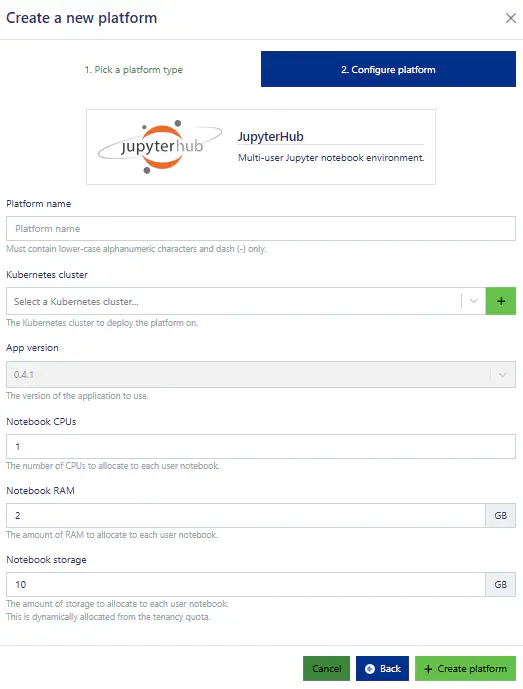 Create a new platform
1. Pick a platform type
2. Configure platform
jupyterhub
JupyterHub
Multi-user Jupyter notebook environment.
Platform name
Platform name
Must contain lower-case alphanumeric characters and dash (-) only.
Kubernetes cluster
Select a Kubernetes cluster...
+
The Kubernetes cluster to deploy the platform on.
App version
0.4.1
The version of the application to use.
Notebook CPUs
1
The number of CPUs to allocate to each user notebook.
Notebook RAM
2
GB
The amount of RAM to allocate to each user notebook.
Notebook storage
10
GB
The amount of storage to allocate to each user notebook.
This is dynamically allocated from the tenancy quota.
Cancel
Back
+ Create platform